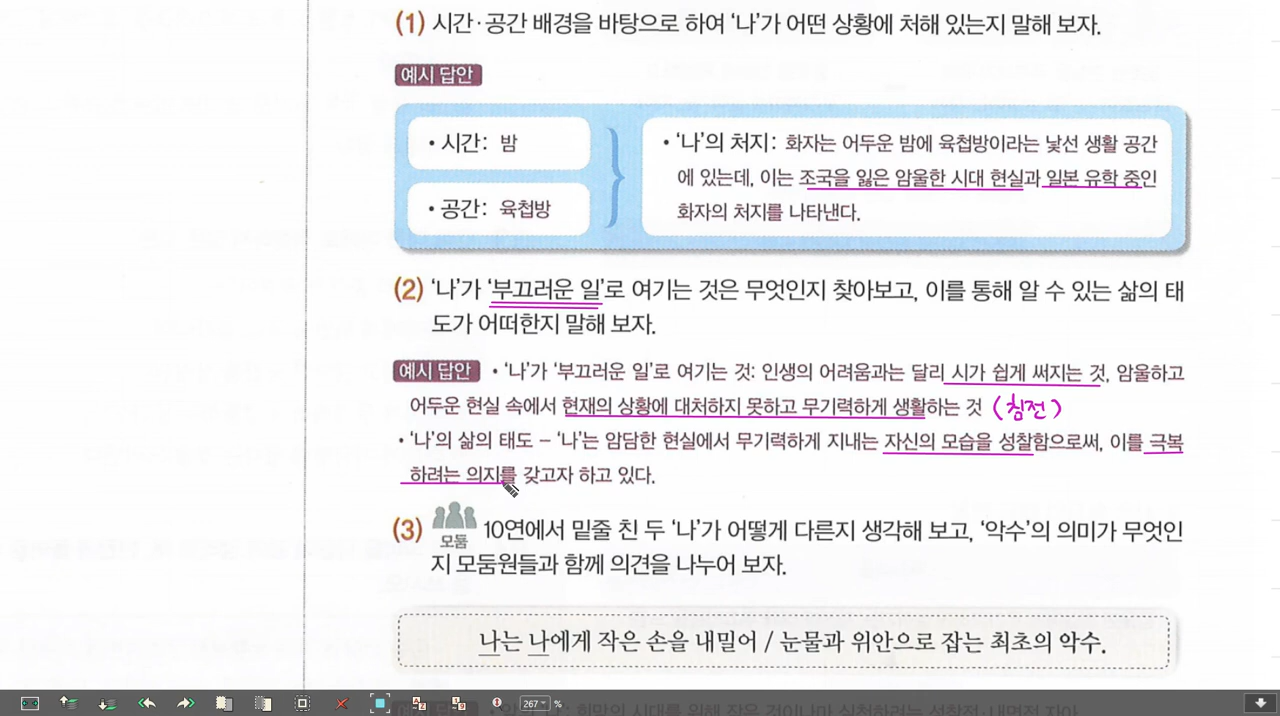 (1) 시간·공간 배경을 바탕으로 하여 ‘나’가 어떤 상황에 처해 있는지 말해 보자.
예시 답안
• 시간: 밤
• 공간: 육첩방
• ‘나’의 처지: 화자는 어두운 밤에 육첩방이라는 낯선 생활 공간
에 있는데, 이는 조국을 잃은 암울한 시대 현실과 일본 유학 중인
화자의 처지를 나타낸다.
(2) ‘나’가 ‘부끄러운 일’로 여기는 것은 무엇인지 찾아보고, 이를 통해 알 수 있는 삶의 태
도가 어떠한지 말해 보자.
예시 답안 • ‘나’가 ‘부끄러운 일’로 여기는 것: 인생의 어려움과는 달리 시가 쉽게 써지는 것, 암울하고
어두운 현실 속에서 현재의 상황에 대처하지 못하고 무기력하게 생활하는 것 (침전)
• ‘나’의 삶의 태도 – ‘나’는 암담한 현실에서 무기력하게 지내는 자신의 모습을 성찰함으로써, 이를 극복
하려는 의지를 갖고자 하고 있다.
(3) 모둠 10연에서 밑줄 친 두 ‘나’가 어떻게 다른지 생각해 보고, ‘악수’의 의미가 무엇인
지 모둠원들과 함께 의견을 나누어 보자.
나는 나에게 작은 손을 내밀어 / 눈물과 위안으로 잡는 최초의 악수.
267 %